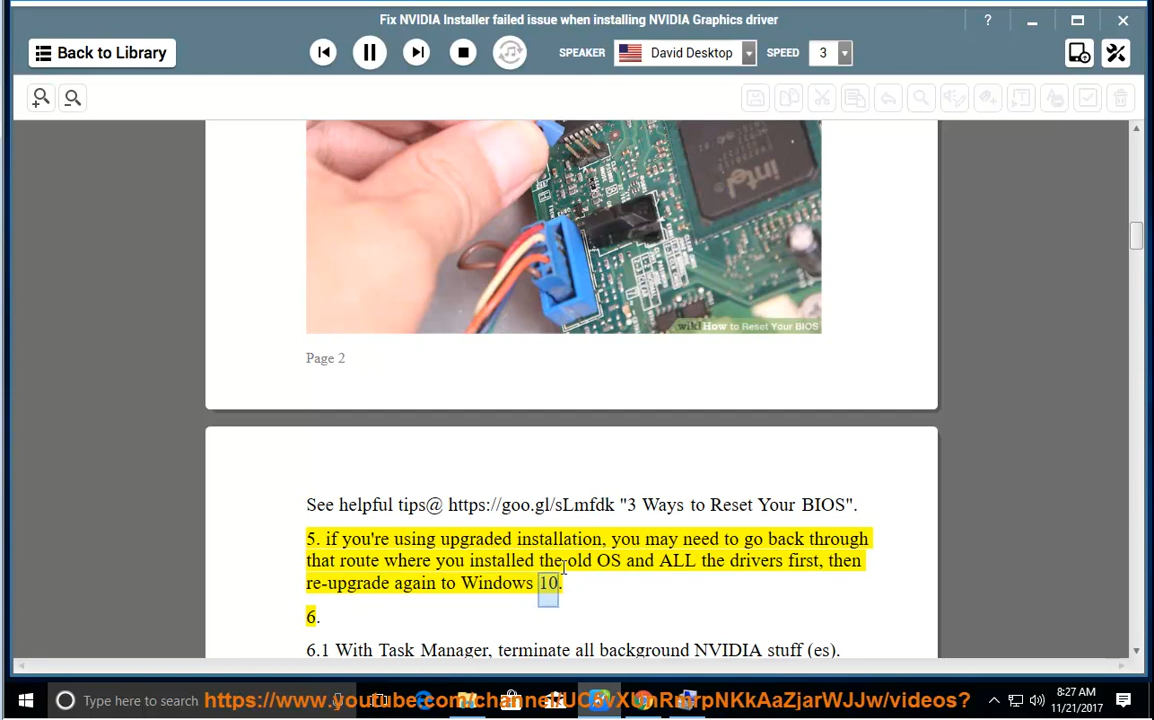 Fix NVIDIA Installer failed issue when installing NVIDIA Graphics driver
Back to Library
SPEAKER
David Desktop
SPEED
3
intel
wikiHow to Reset Your BIOS
Page 2
See helpful tips@ https://goo.gl/sLmfdk "3 Ways to Reset Your BIOS".
5. if you're using upgraded installation, you may need to go back through
that route where you installed the old OS and ALL the drivers first, then
re-upgrade again to Windows 10.
6.
6.1 With Task Manager, terminate all background NVIDIA stuff (es).
Type here to search
8:27 AM
11/21/2017